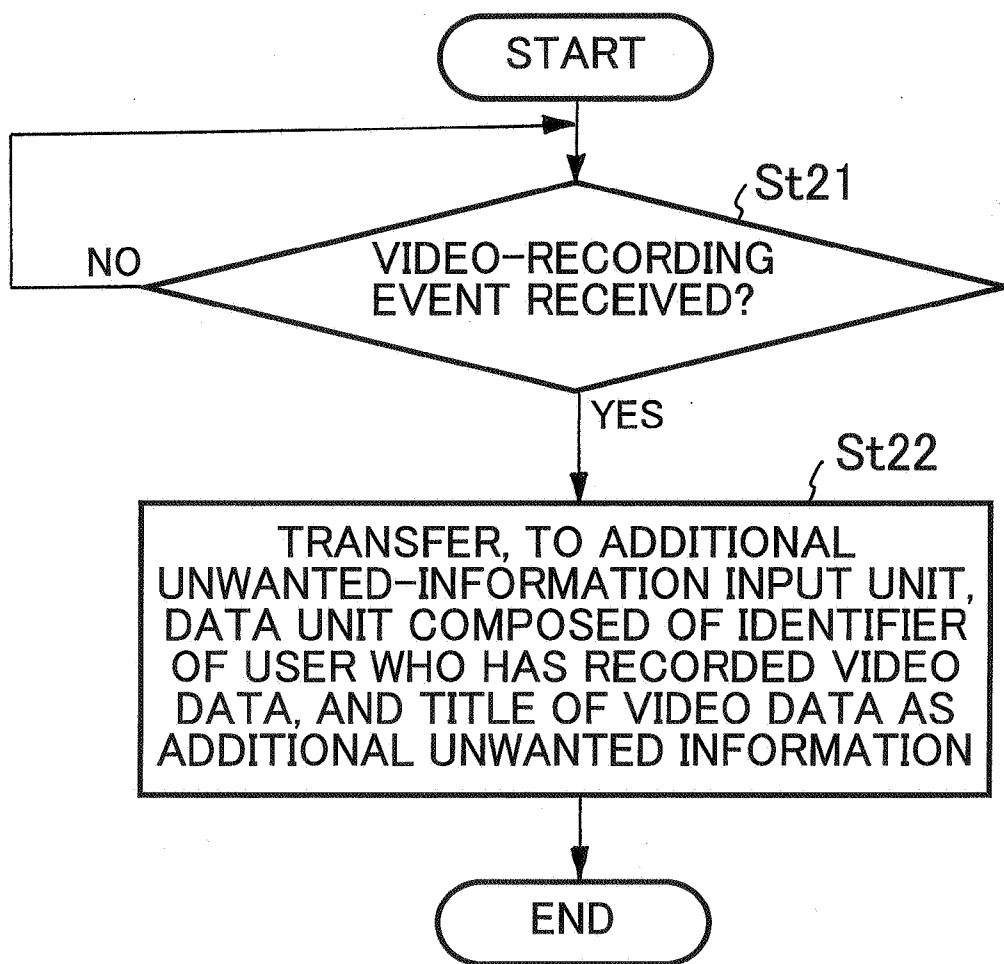 START
St21
NO
VIDEO-RECORDING
EVENT RECEIVED?
YES
St22
TRANSFER, TO ADDITIONAL
UNWANTED-INFORMATION INPUT UNIT,
DATA UNIT COMPOSED OF IDENTIFIER
OF USER WHO HAS RECORDED VIDEO
DATA, AND TITLE OF VIDEO DATA AS
ADDITIONAL UNWANTED INFORMATION
END